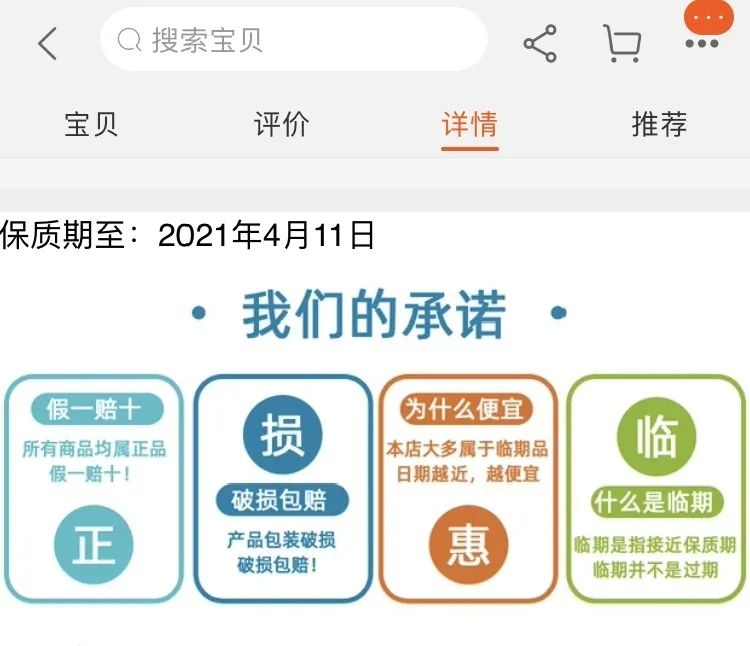 搜索宝贝
宝贝 评价 详情 推荐
保质期至：2021年4月11日
• 我们的承诺 •
假一赔十
所有商品均属正品
假一赔十！
正
损
破损包赔
产品包装破损
破损包赔！
为什么便宜
本店大多属于临期品
日期越近，越便宜
惠
临
什么是临期
临期是指接近保质期
临期并不是过期